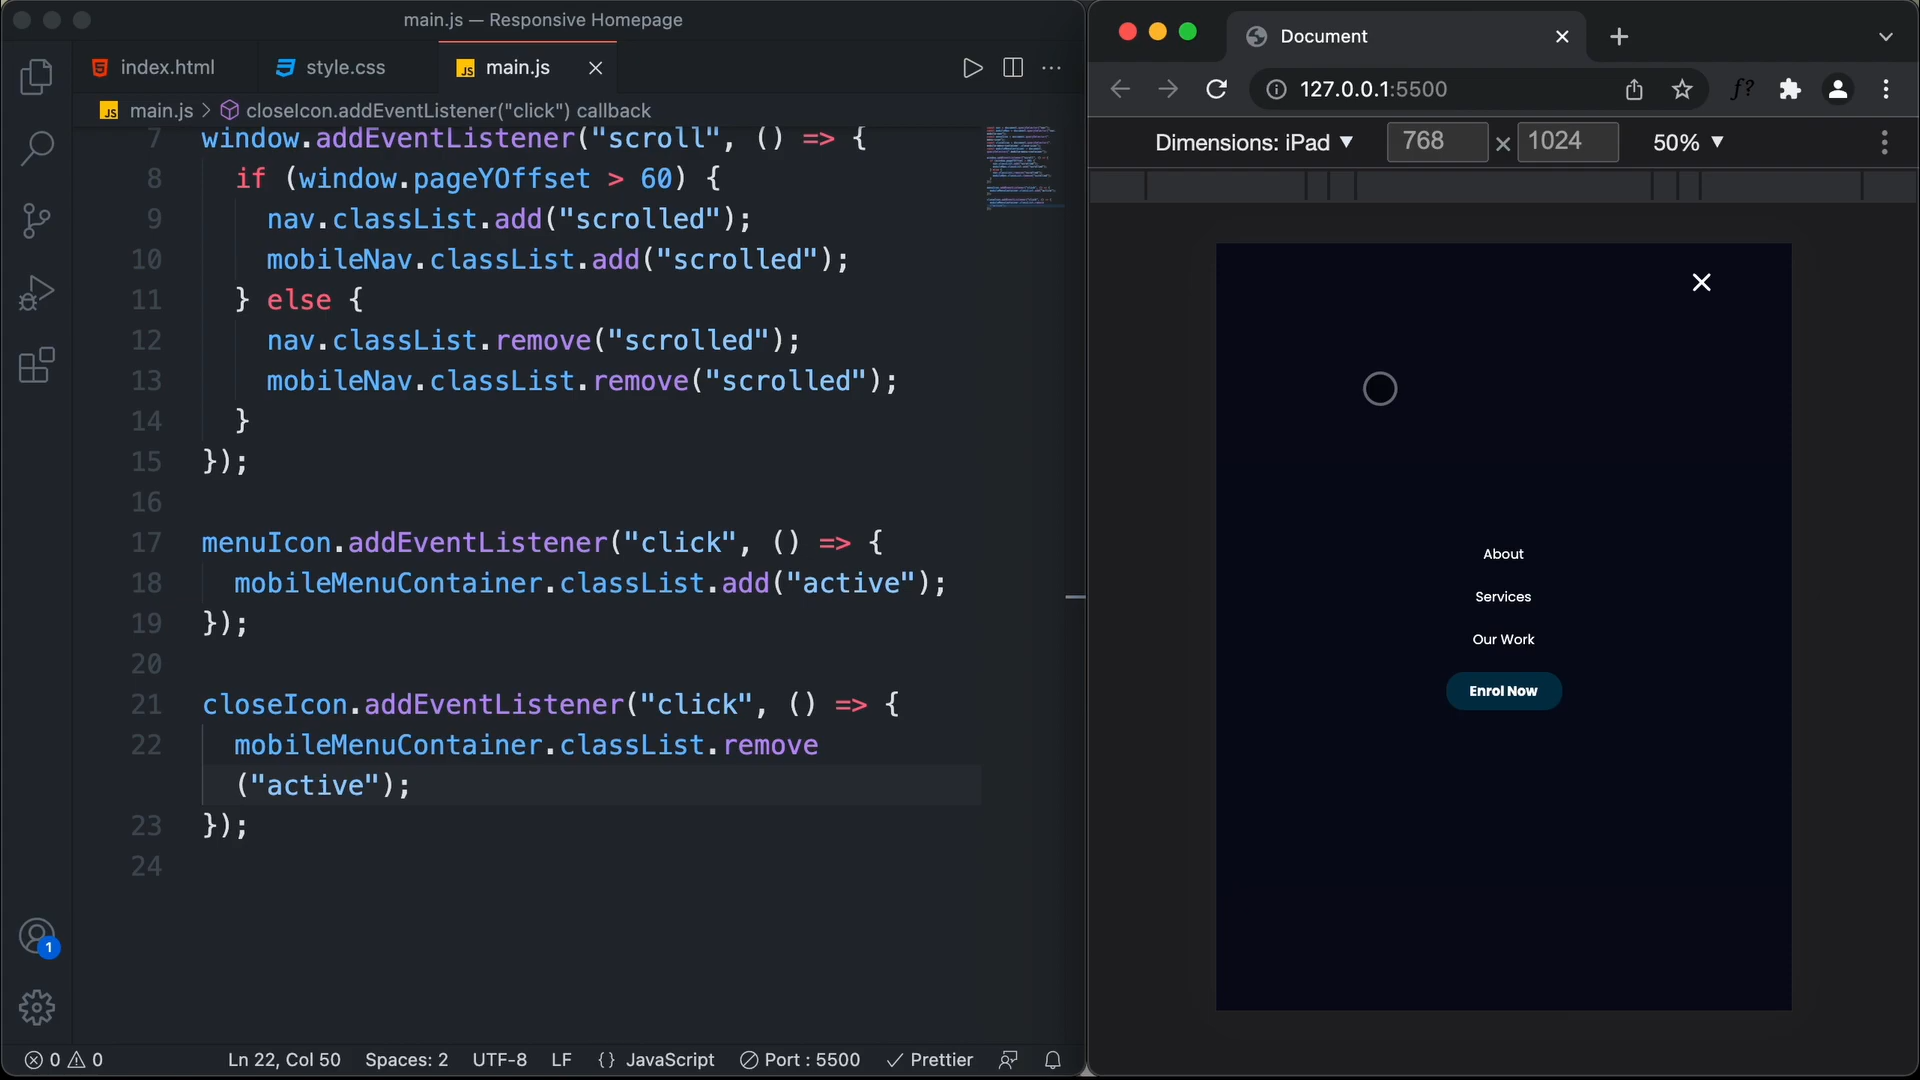 main.js — Responsive Homepage
index.html
style.css
JS main.js
JS main.js > closeIcon.addEventListener("click") callback
7 window.addEventListener("scroll", () => {
8 if (window.pageYOffset > 60) {
9 nav.classList.add("scrolled");
10 mobileNav.classList.add("scrolled");
11 } else {
12 nav.classList.remove("scrolled");
13 mobileNav.classList.remove("scrolled");
14 }
15 });
16
17 menuIcon.addEventListener("click", () => {
18 mobileMenuContainer.classList.add("active");
19 });
20
21 closeIcon.addEventListener("click", () => {
22 mobileMenuContainer.classList.remove
("active");
23 });
24
1
0 0
Ln 22, Col 50
Spaces: 2
UTF-8
LF
{} JavaScript
Port : 5500
Prettier
Document
127.0.0.1:5500
f?
Dimensions: iPad ▼ 768 × 1024 50% ▼
About
Services
Our Work
Enrol Now